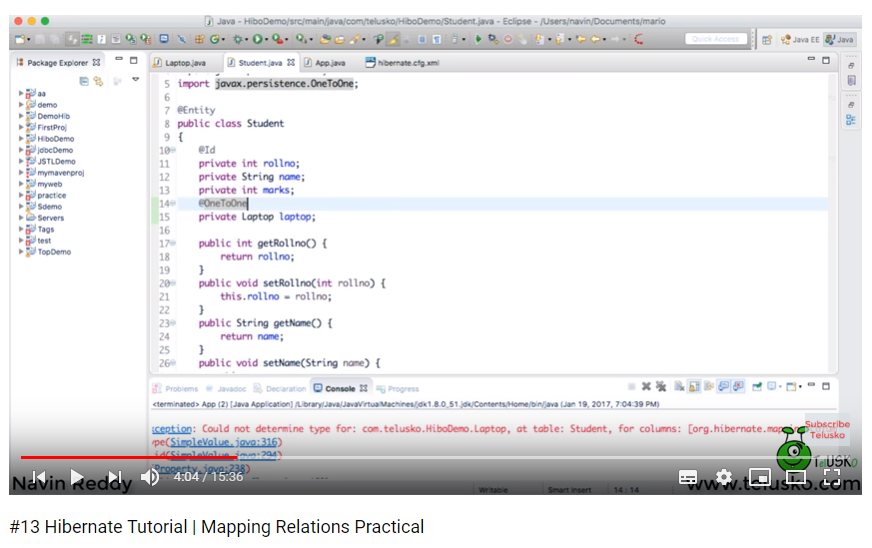 Java - HiboDemo/src/main/java/com/telusko/HiboDemo/Student.java - Eclipse - /Users/navin/Documents/mario
Quick Access
Java EE
Java
Package Explorer
Laptop.java
Student.java
App.java
hibernate.cfg.xml
aa
demo
DemoHib
FirstProj
HiboDemo
jdbcDemo
JSTLDemo
mymavenproj
myweb
practice
Sdemo
Servers
Tags
test
TopDemo
5 import javax.persistence.OneToOne;
6
7 @Entity
8 public class Student
9 {
10 @Id
11 private int rollno;
12 private String name;
13 private int marks;
14 @OneToOne
15 private Laptop laptop;
16
17 public int getRollno() {
18 return rollno;
19 }
20 public void setRollno(int rollno) {
21 this.rollno = rollno;
22 }
23 public String getName() {
24 return name;
25 }
26 public void setName(String name) {
Problems
Javadoc
Declaration
Console
Progress
<terminated> App (2) [Java Application] /Library/Java/JavaVirtualMachines/jdk1.8.0_51.jdk/Contents/Home/bin/java (Jan 19, 2017, 7:04:39 PM)
ception: Could not determine type for: com.telusko.HiboDemo.Laptop, at table: Student, for columns: [org.hibernate.map
pe(SimpleValue.java:316)
id(SimpleValue.java:294)
Property.java:238)
Subscribe
Telusko
TelUSKO
4:04 / 15:36
Navin Reddy
Writable
Smart Insert
14 : 14
www.telusko.com
#13 Hibernate Tutorial | Mapping Relations Practical